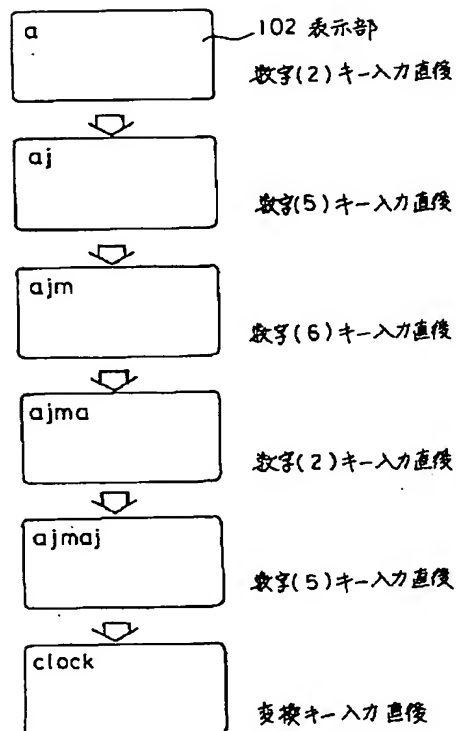 a
102 表示部
数字(2)キー入力直後
aj
数字(5)キー入力直後
ajm
数字(6)キー入力直後
ajma
数字(2)キー入力直後
ajmaj
数字(5)キー入力直後
clock
変換キー入力直後